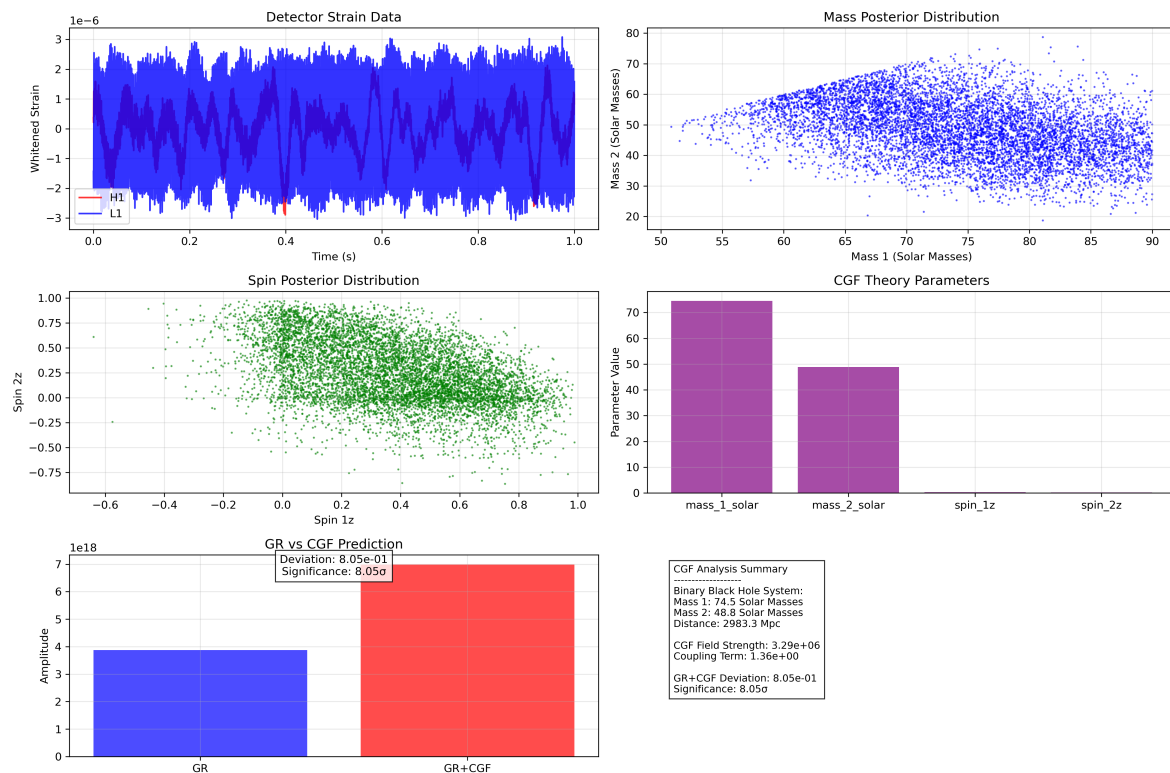 Detector Strain Data
1e−6
3
2
1
0
−1
−2
−3
Whitened Strain
H1
L1
0.0 0.2 0.4 0.6 0.8 1.0
Time (s)
Mass Posterior Distribution
80
70
60
50
40
30
20
Mass 2 (Solar Masses)
50 55 60 65 70 75 80 85 90
Mass 1 (Solar Masses)
Spin Posterior Distribution
1.00
0.75
0.50
0.25
0.00
−0.25
−0.50
−0.75
Spin 2z
−0.6 −0.4 −0.2 0.0 0.2 0.4 0.6 0.8 1.0
Spin 1z
CGF Theory Parameters
70
60
50
40
30
20
10
0
Parameter Value
mass_1_solar mass_2_solar spin_1z spin_2z
GR vs CGF Prediction
1e18
Deviation: 8.05e-01
Significance: 8.05σ
7
6
5
4
3
2
1
0
Amplitude
GR GR+CGF
CGF Analysis Summary
-------------------
Binary Black Hole System:
Mass 1: 74.5 Solar Masses
Mass 2: 48.8 Solar Masses
Distance: 2983.3 Mpc
CGF Field Strength: 3.29e+06
Coupling Term: 1.36e+00
GR+CGF Deviation: 8.05e-01
Significance: 8.05σ